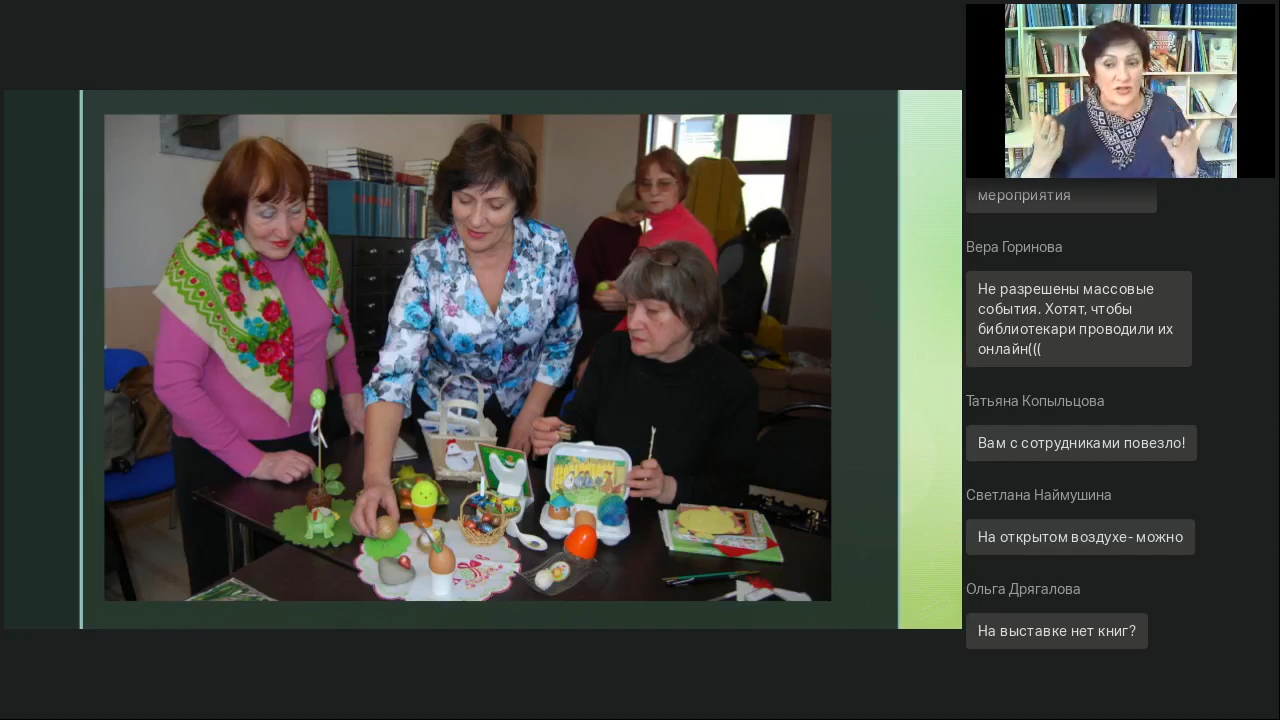 мероприятия
Вера Горинова
Не разрешены массовые
события. Хотят, чтобы
библиотекари проводили их
онлайн(((
Татьяна Копыльцова
Вам с сотрудниками повезло!
Светлана Наймушина
На открытом воздухе- можно
Ольга Дрягалова
На выставке нет книг?